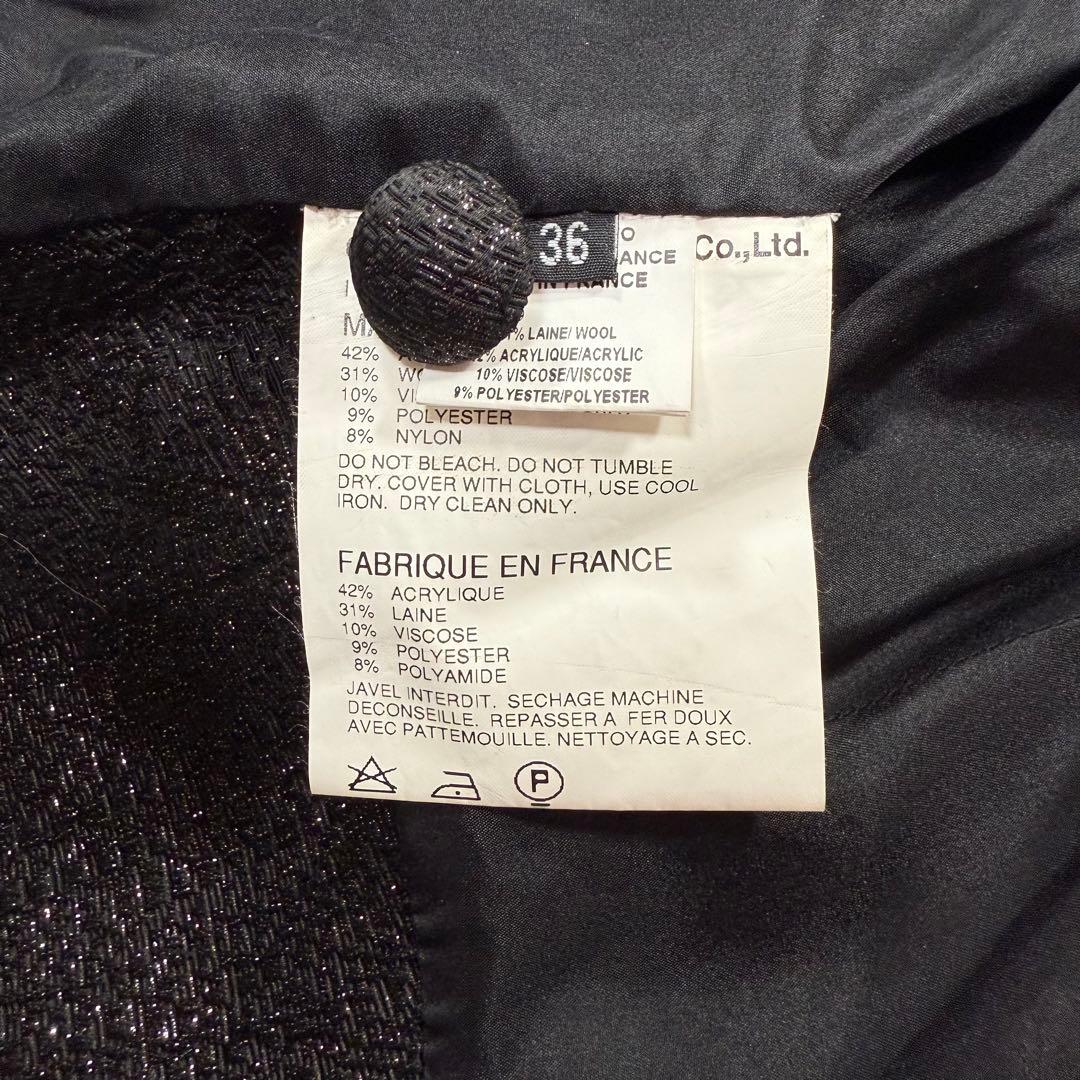 36
O
ANCE
IN FRANCE
% LAINE/ WOOL
% ACRYLIQUE/ACRYLIC
10% VISCOSE/VISCOSE
9% POLYESTER/POLYESTER
Co.,Ltd.
42%
31%
10%
9% POLYESTER
8% NYLON
DO NOT BLEACH. DO NOT TUMBLE
DRY. COVER WITH CLOTH, USE COOL
IRON. DRY CLEAN ONLY.
FABRIQUE EN FRANCE
42% ACRYLIQUE
31% LAINE
10% VISCOSE
9% POLYESTER
8% POLYAMIDE
JAVEL INTERDIT. SECHAGE MACHINE
DECONSEILLE. REPASSER A FER DOUX
AVEC PATTEMOUILLE. NETTOYAGE A SEC.
P